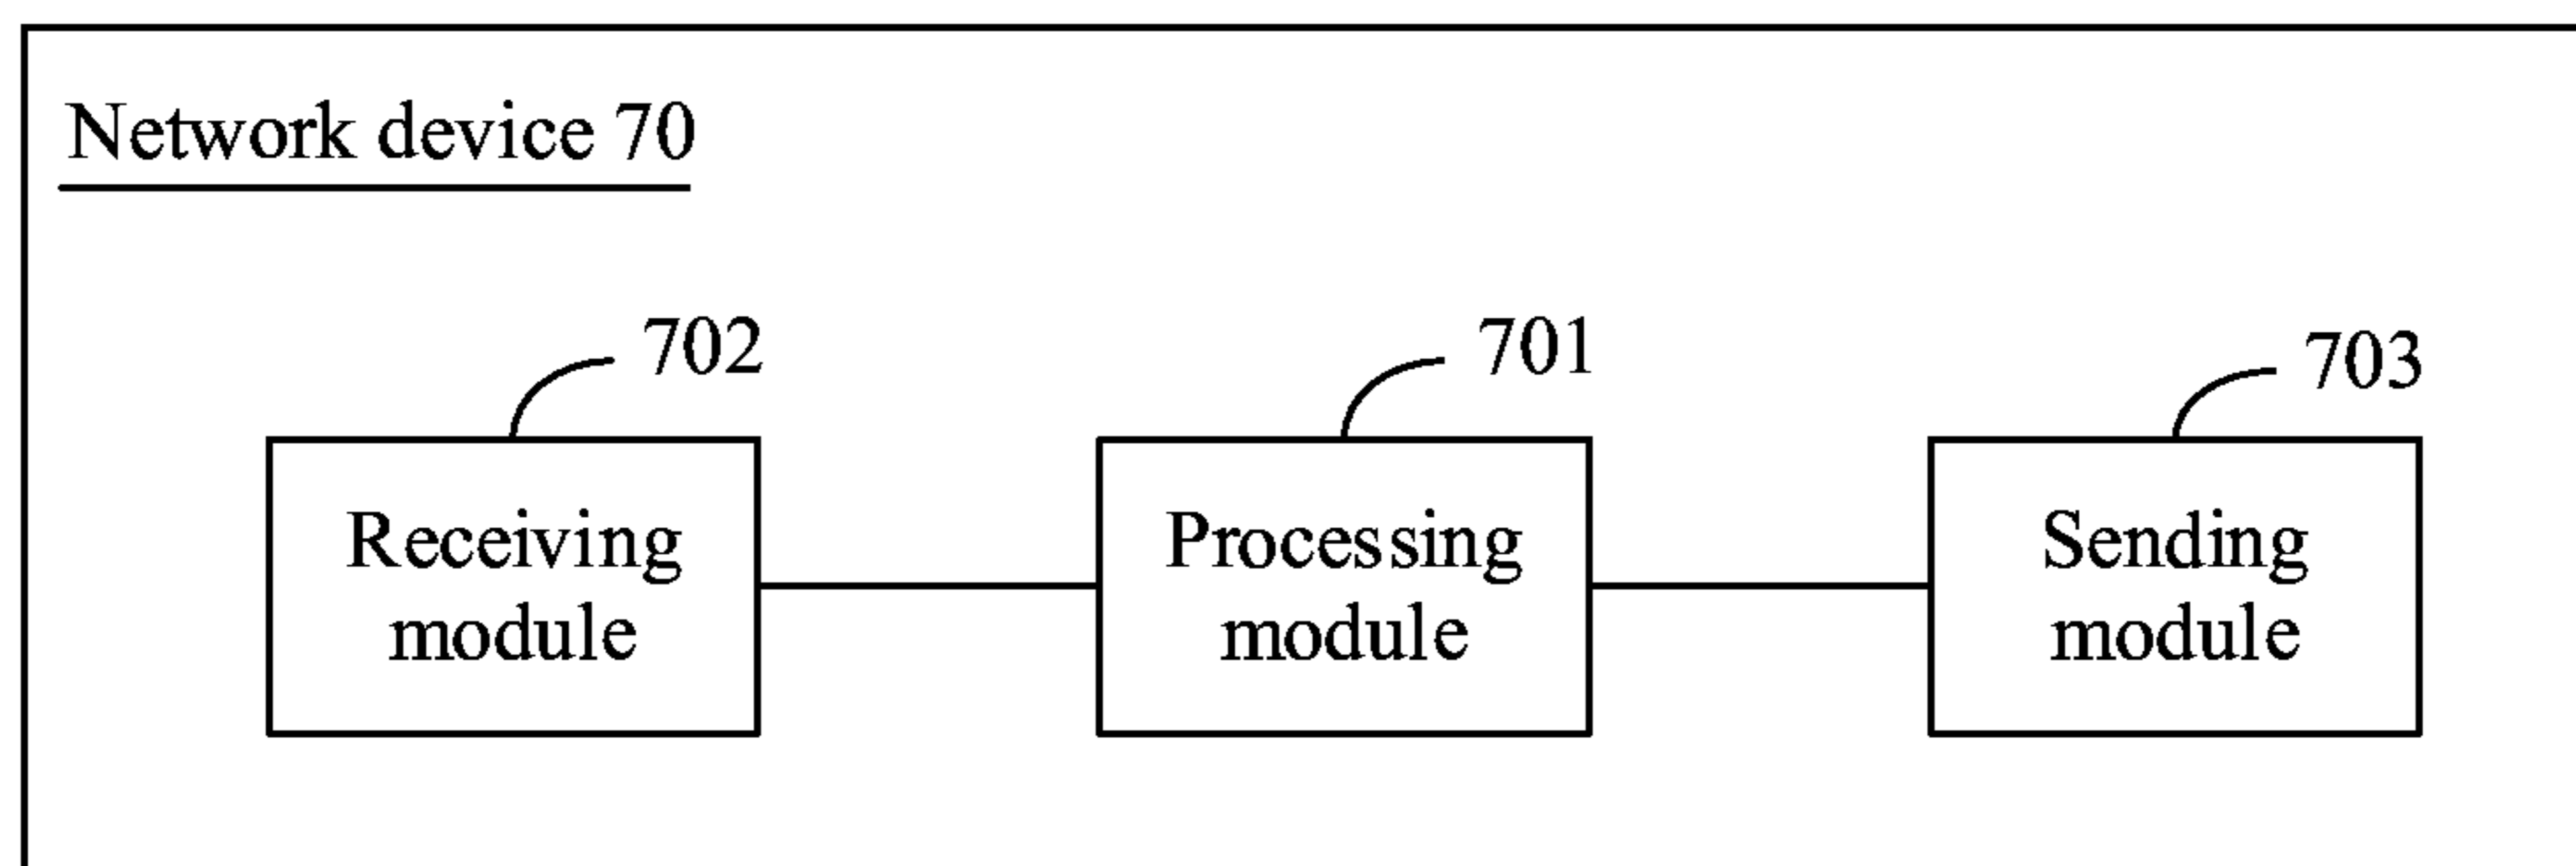 Network device 70
702
701
703
Receiving
module
Processing
module
Sending
module